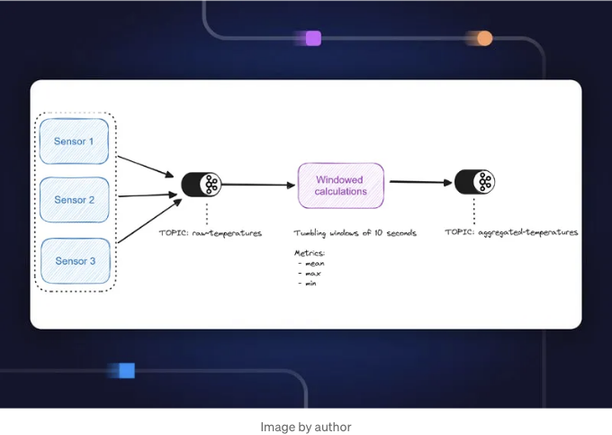 Sensor 1
Sensor 2
Sensor 3
TOPIC: raw-temperatures
Windowed
calculations
Tumbling windows of 10 seconds
Metrics:
- mean
- max
- min
TOPIC: aggregated-temperatures
Image by author